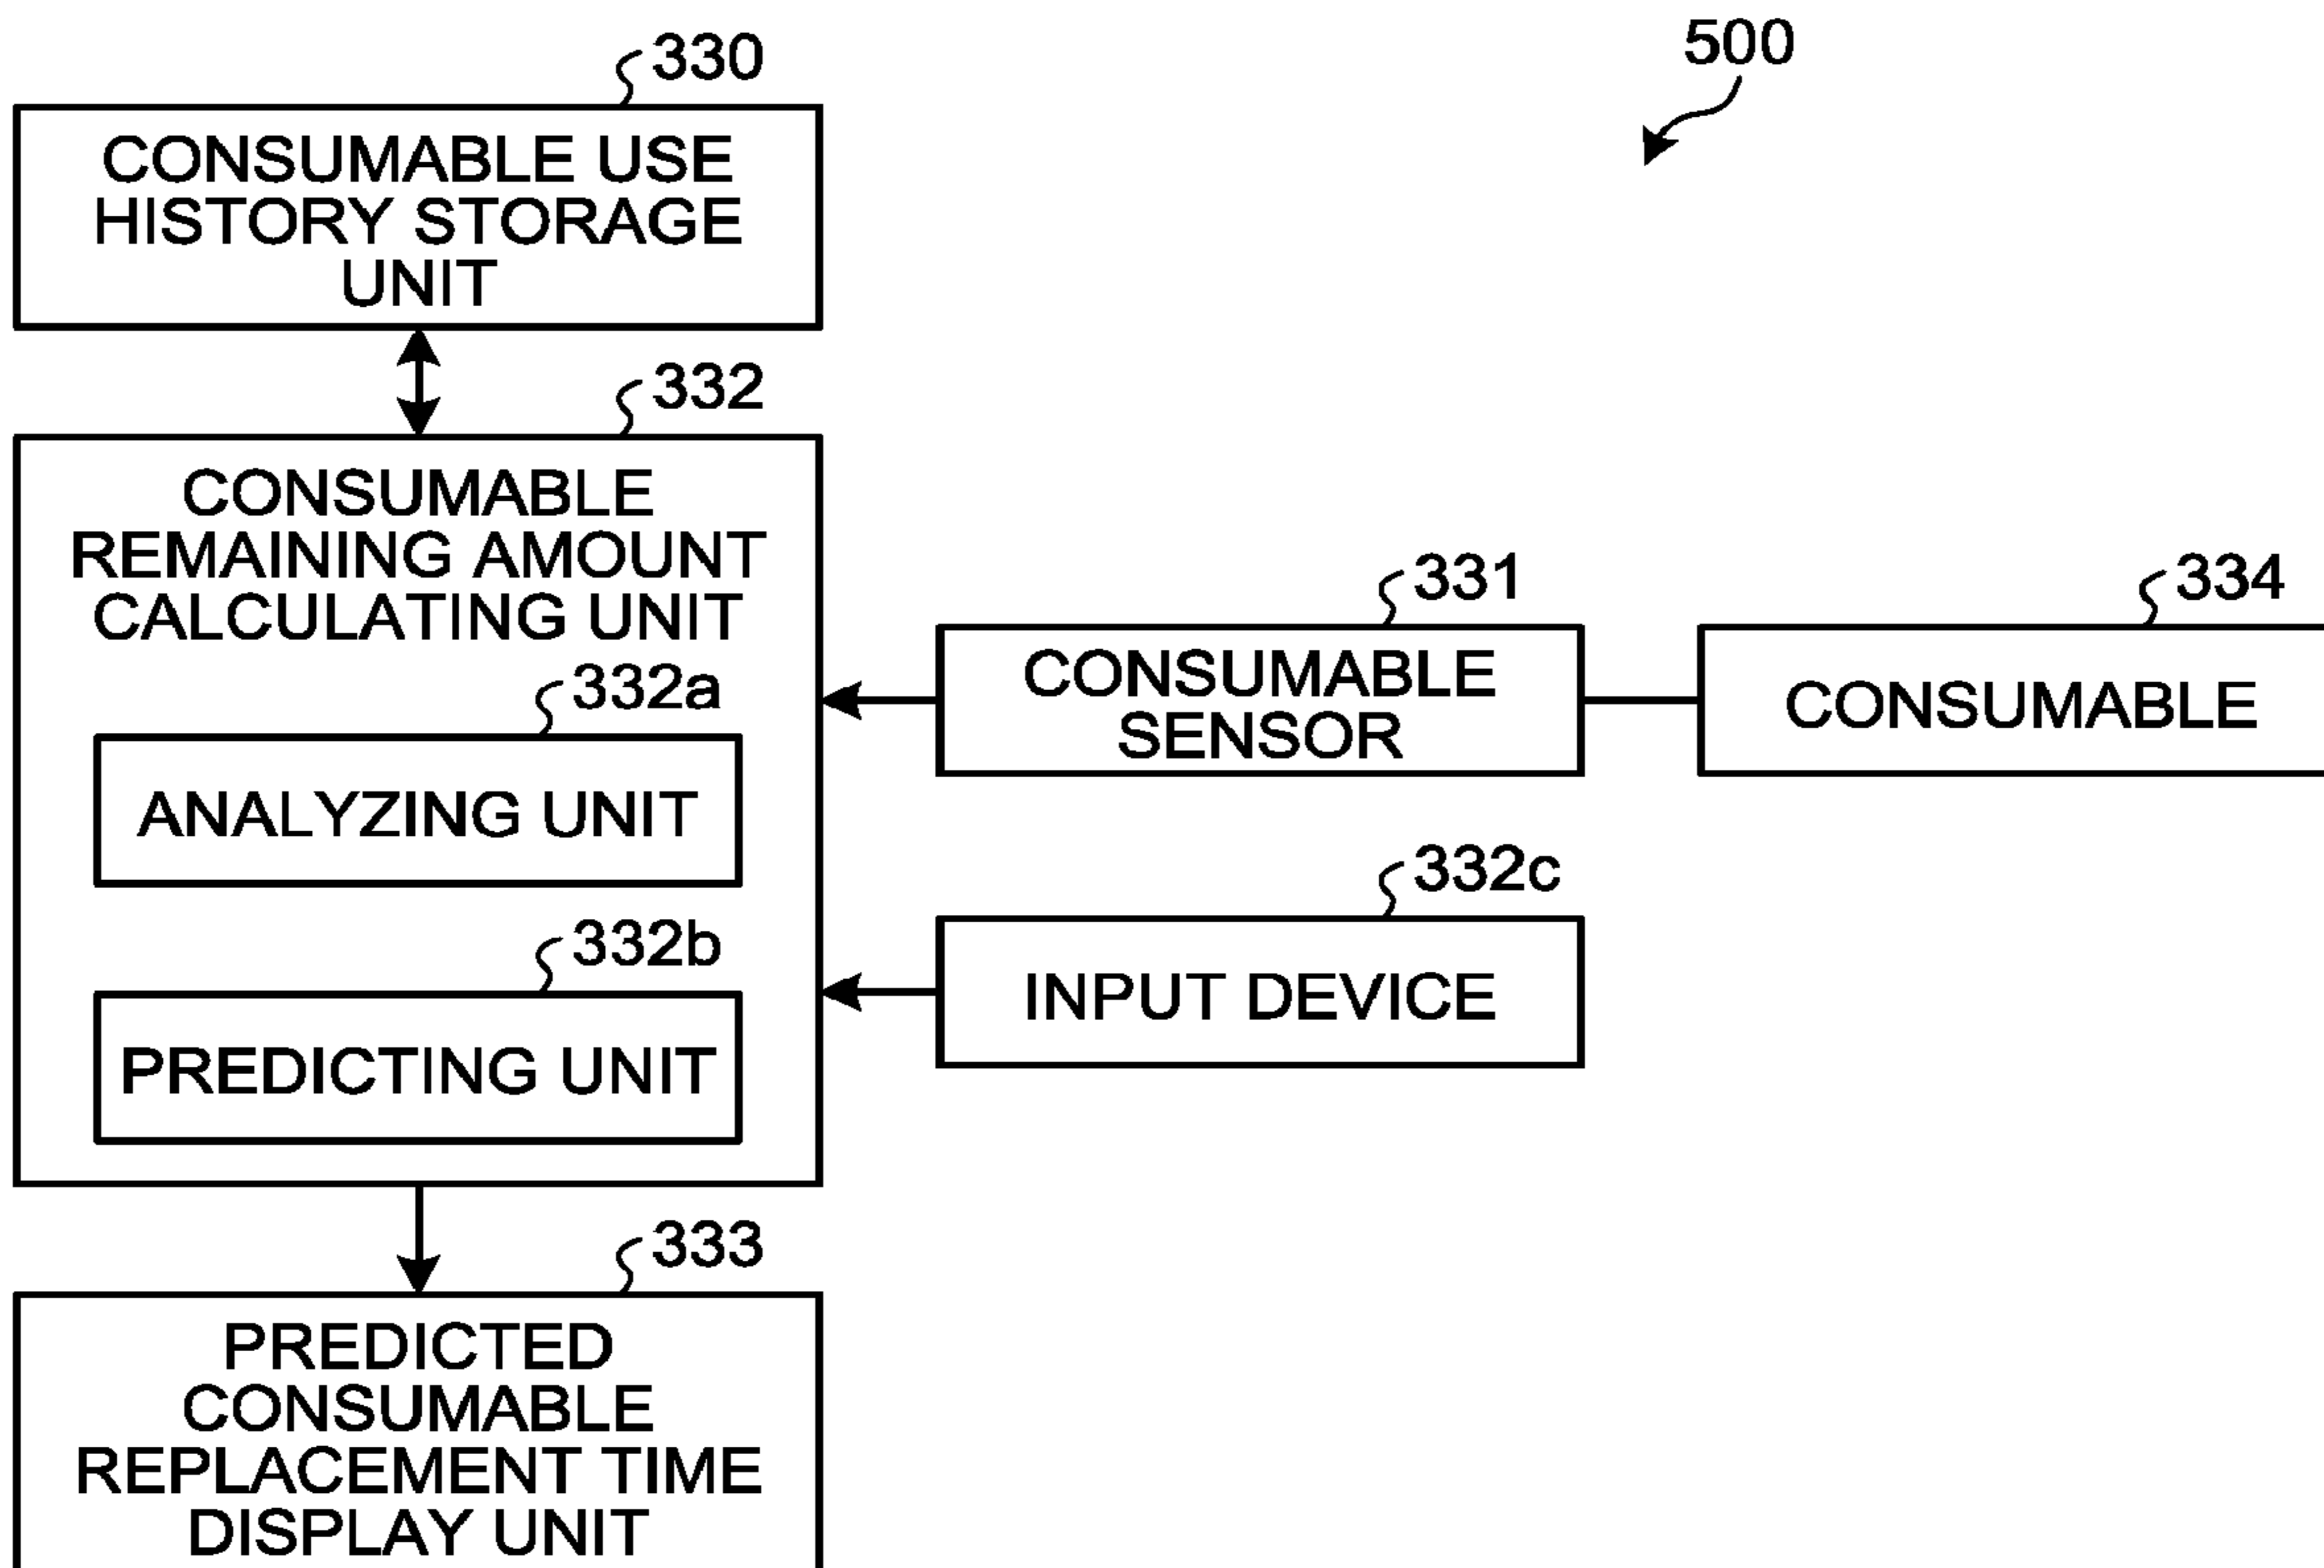 330
500
CONSUMABLE USE
HISTORY STORAGE
UNIT
332
CONSUMABLE
REMAINING AMOUNT
CALCULATING UNIT
331
334
CONSUMABLE
SENSOR
CONSUMABLE
332a
ANALYZING UNIT
332c
INPUT DEVICE
332b
PREDICTING UNIT
333
PREDICTED
CONSUMABLE
REPLACEMENT TIME
DISPLAY UNIT